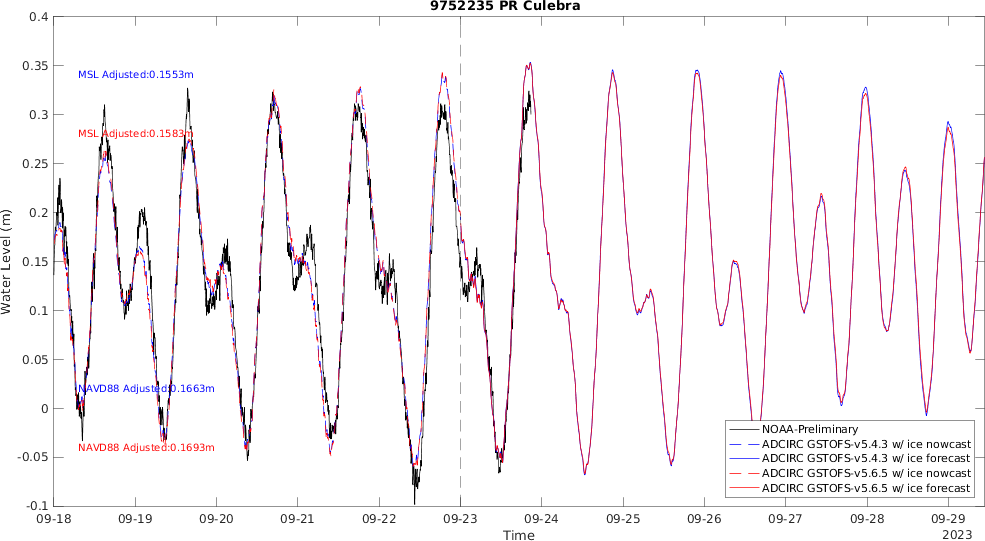 9752235 PR Culebra
0.4
0.35
0.3
0.25
0.2
0.15
0.1
0.05
0
-0.05
-0.1
Water Level (m)
MSL Adjusted:0.1553m
MSL Adjusted:0.1583m
NAVD88 Adjusted:0.1663m
NAVD88 Adjusted:0.1693m
NOAA-Preliminary
ADCIRC GSTOFS-v5.4.3 w/ ice nowcast
ADCIRC GSTOFS-v5.4.3 w/ ice forecast
ADCIRC GSTOFS-v5.6.5 w/ ice nowcast
ADCIRC GSTOFS-v5.6.5 w/ ice forecast
09-18 09-19 09-20 09-21 09-22 09-23 09-24 09-25 09-26 09-27 09-28 09-29
Time
2023